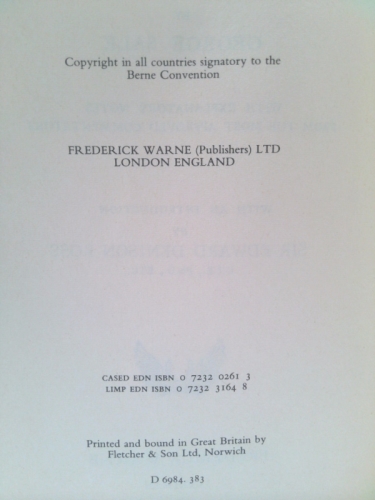 Copyright in all countries signatory to the
Berne Convention
FREDERICK WARNE (Publishers) LTD
LONDON ENGLAND
CASED EDN ISBN 0 7232 0261 3
LIMP EDN ISBN 0 7232 3164 8
Printed and bound in Great Britain by
Fletcher & Son Ltd, Norwich
D 6984. 383